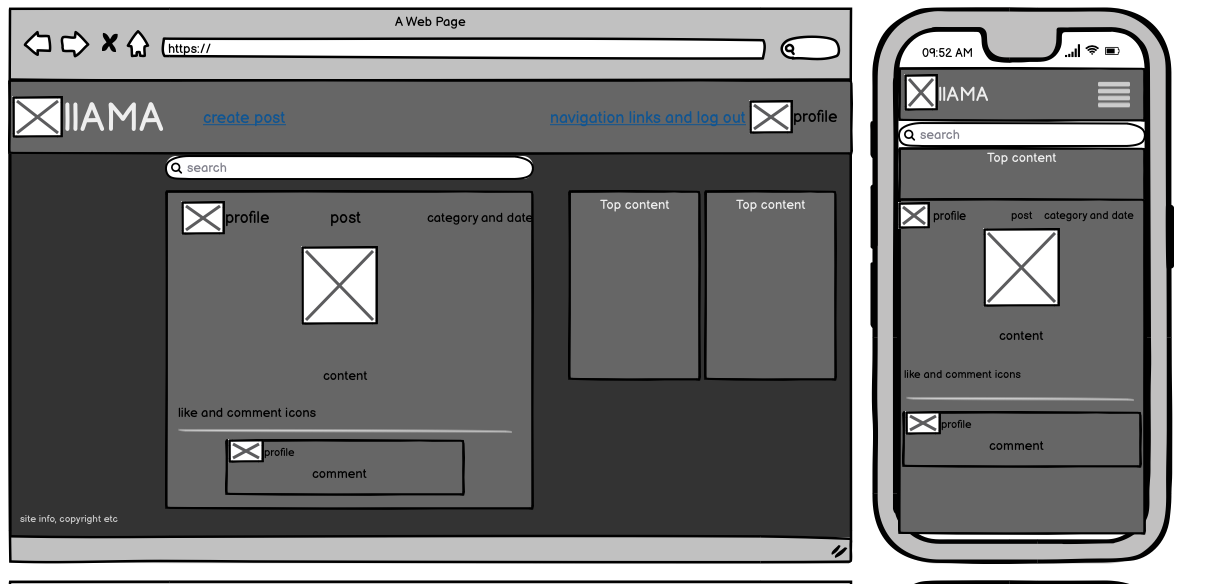 A Web Page
https://
llAMA
create post
navigation links and log out
profile
search
profile
post
category and date
content
like and comment icons
profile
comment
Top content
Top content
site info, copyright etc
09:52 AM
llAMA
search
Top content
profile
post
category and date
content
like and comment icons
profile
comment